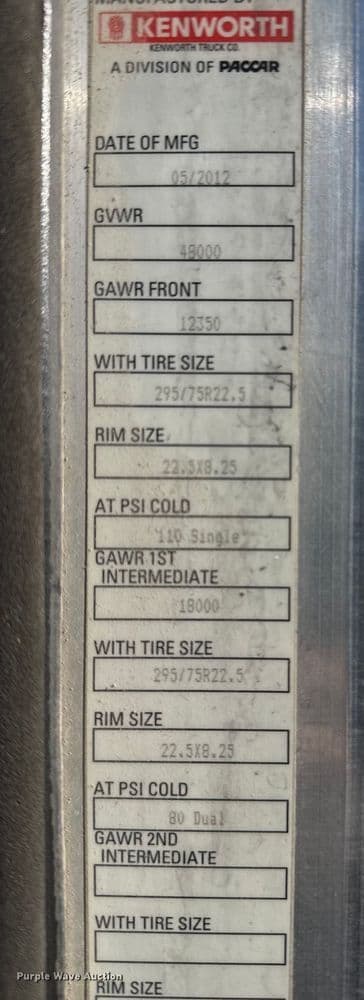 MANUFACTURED BY
KENWORTH
KENWORTH TRUCK CO.
A DIVISION OF PACCAR
DATE OF MFG
05/2012
GVWR
48000
GAWR FRONT
12350
WITH TIRE SIZE
295/75R22.5
RIM SIZE
22.5X8.25
AT PSI COLD
110 Single
GAWR 1ST
INTERMEDIATE
18000
WITH TIRE SIZE
295/75R22.5
RIM SIZE
22.5X8.25
AT PSI COLD
80 Dual
GAWR 2ND
INTERMEDIATE
WITH TIRE SIZE
Purple Wave Auction
RIM SIZE